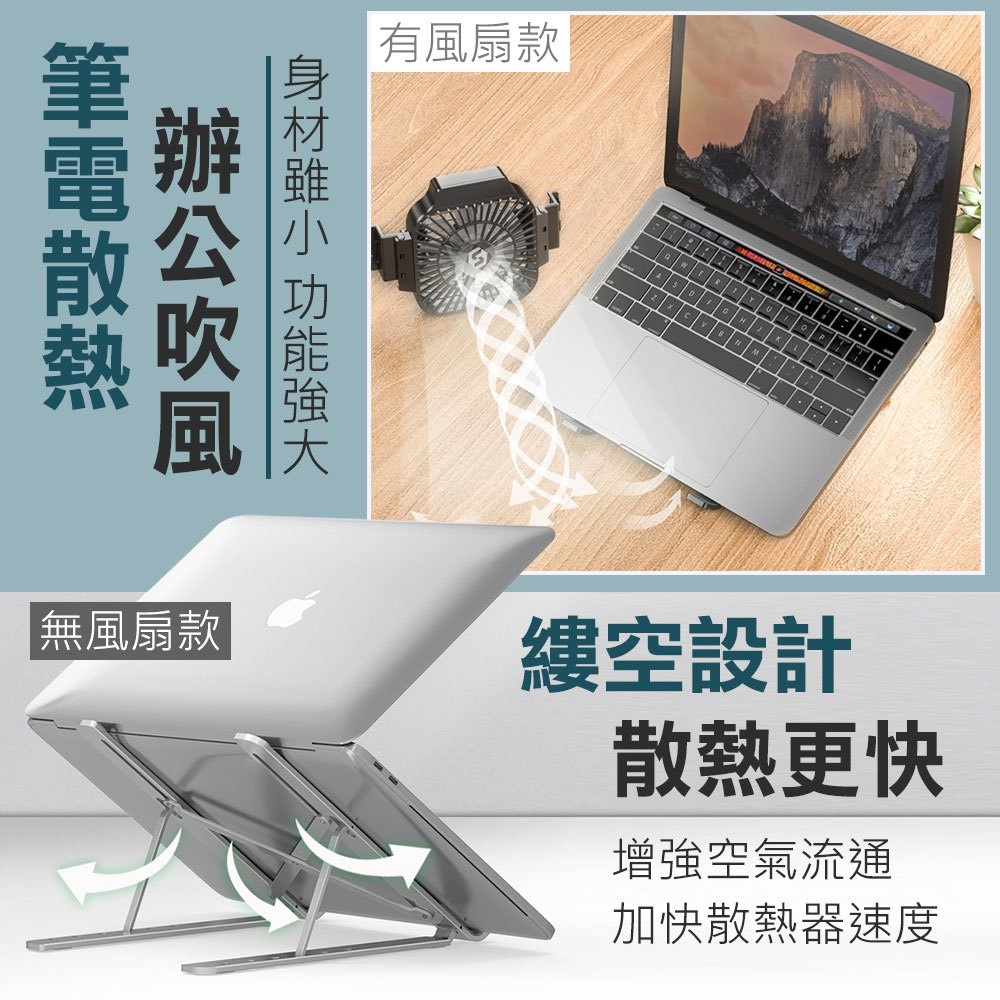 筆電散熱
辦公吹風
身材雖小 功能強大
有風扇款
無風扇款
縷空設計
散熱更快
增強空氣流通
加快散熱器速度